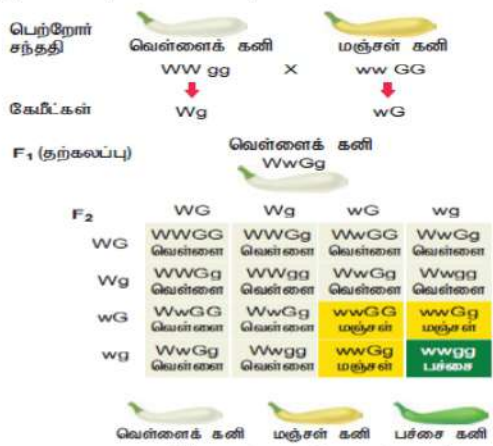 பெற்றோர் சந்ததி
வெள்ளைக் கனி மஞ்சள் கனி
WW gg X ww GG
கேமீட்கள் Wg wG
F₁ (தற்கலப்பு) வெள்ளைக் கனி
WwGg
F₂ WG Wg wG wg
WG WWGG WWGg WwGG WwGg
வெள்ளை வெள்ளை வெள்ளை வெள்ளை
Wg WWGg WWgg WwGg Wwgg
வெள்ளை வெள்ளை வெள்ளை வெள்ளை
wG WwGG WwGg wwGG wwGg
வெள்ளை வெள்ளை மஞ்சள் மஞ்சள்
wg WwGg Wwgg wwGg wwgg
வெள்ளை வெள்ளை மஞ்சள் பச்சை
வெள்ளைக் கனி மஞ்சள் கனி பச்சை கனி